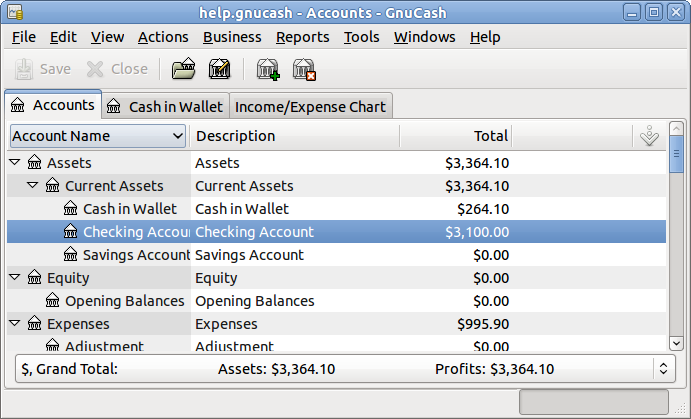 help.gnucash - Accounts - GnuCash
File Edit View Actions Business Reports Tools Windows Help
Save Close
Accounts Cash in Wallet Income/Expense Chart
Account Name Description Total
Assets Assets $3,364.10
Current Assets Current Assets $3,364.10
Cash in Wallet Cash in Wallet $264.10
Checking Accou Checking Account $3,100.00
Savings Account Savings Account $0.00
Equity Equity $0.00
Opening Balances Opening Balances $0.00
Expenses Expenses $995.90
Adjustment Adjustment $0.00
$, Grand Total: Assets: $3,364.10 Profits: $3,364.10